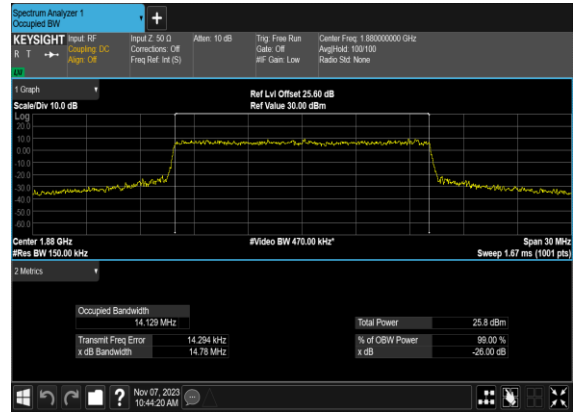 Spectrum Analyzer 1
Occupied BW
KEYSIGHT
R T
LXI
Input: RF
Coupling: DC
Align: Off
Input Z: 50 Ω
Corrections: Off
Freq Ref: Int (S)
Atten: 10 dB
Trig: Free Run
Gate: Off
#IF Gain: Low
Center Freq: 1.880000000 GHz
Avg|Hold: 100/100
Radio Std: None
1 Graph
Scale/Div 10.0 dB
Ref Lvl Offset 25.60 dB
Ref Value 30.00 dBm
Log
20.0
10.0
0.00
-10.0
-20.0
-30.0
-40.0
-50.0
-60.0
Center 1.88 GHz
#Res BW 150.00 kHz
#Video BW 470.00 kHz*
Span 30 MHz
Sweep 1.67 ms (1001 pts)
2 Metrics
Occupied Bandwidth
14.129 MHz
Total Power 25.8 dBm
Transmit Freq Error 14.294 kHz
% of OBW Power 99.00 %
x dB Bandwidth 14.78 MHz
x dB -26.00 dB
?
Nov 07, 2023
10:44:20 AM